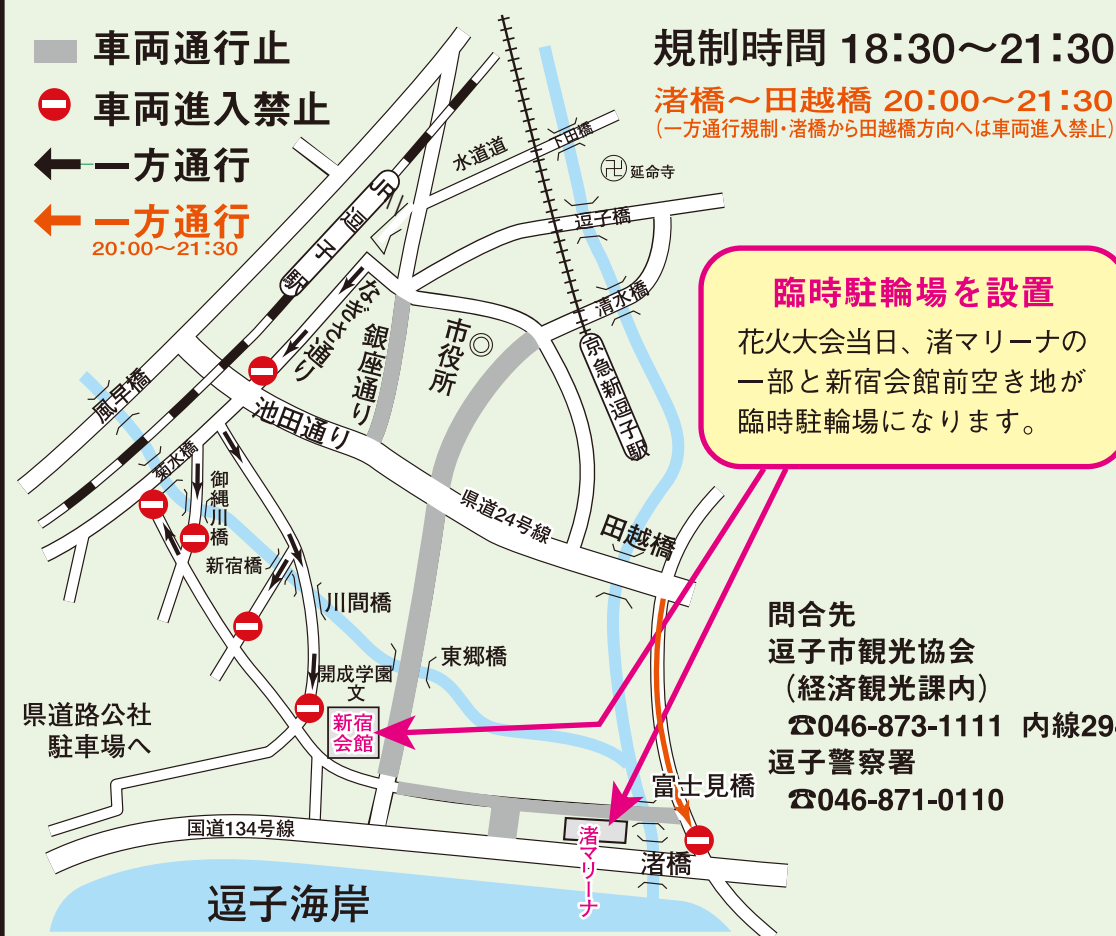 車両通行止
車両進入禁止
一方通行
一方通行
20:00〜21:30
規制時間 18:30〜21:30
渚橋〜田越橋 20:00〜21:30
(一方通行規制・渚橋から田越橋方向へは車両進入禁止)
水道道
下田橋
卍 延命寺
逗子橋
清水橋
JR逗子駅
なぎさ通り
銀座通り
市役所
京急新逗子駅
臨時駐輪場を設置
花火大会当日、渚マリーナの
一部と新宿会館前空き地が
臨時駐輪場になります。
風早橋
池田通り
菊水橋
御縄川橋
新宿橋
県道24号線
田越橋
川間橋
東郷橋
開成学園
文
新宿
会館
県道路公社
駐車場へ
問合先
逗子市観光協会
(経済観光課内)
☎046-873-1111 内線294
逗子警察署
☎046-871-0110
富士見橋
国道134号線
渚マリーナ
渚橋
逗子海岸